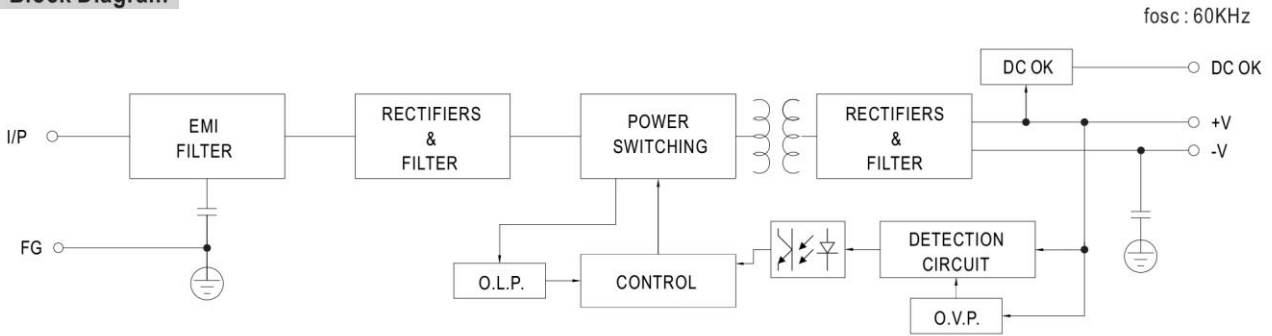 Block Diagram
fosc : 60KHz
DC OK
DC OK
I/P
EMI
FILTER
RECTIFIERS
&
FILTER
POWER
SWITCHING
RECTIFIERS
&
FILTER
+V
-V
FG
O.L.P.
CONTROL
DETECTION
CIRCUIT
O.V.P.